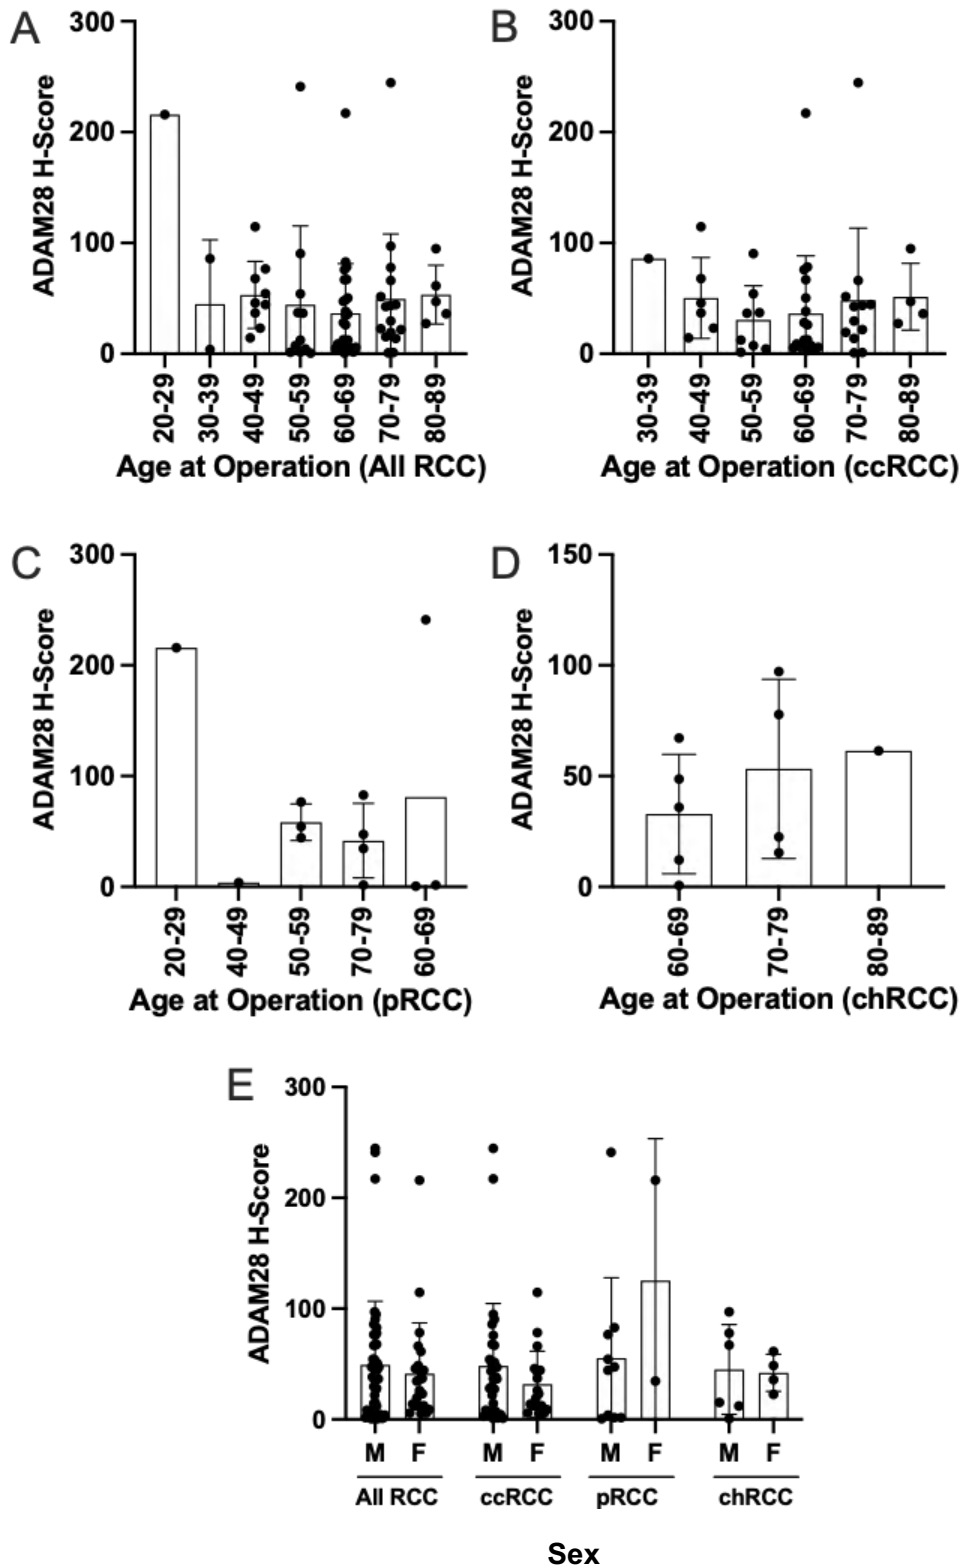 A
ADAM28 H-Score
300
200
100
0
20-29
30-39
40-49
50-59
60-69
70-79
80-89
Age at Operation (All RCC)
B
ADAM28 H-Score
300
200
100
0
30-39
40-49
50-59
60-69
70-79
80-89
Age at Operation (ccRCC)
C
ADAM28 H-Score
300
200
100
0
20-29
40-49
50-59
70-79
60-69
Age at Operation (pRCC)
D
ADAM28 H-Score
150
100
50
0
60-69
70-79
80-89
Age at Operation (chRCC)
E
ADAM28 H-Score
300
200
100
0
M F M F M F M F
All RCC ccRCC pRCC chRCC
Sex